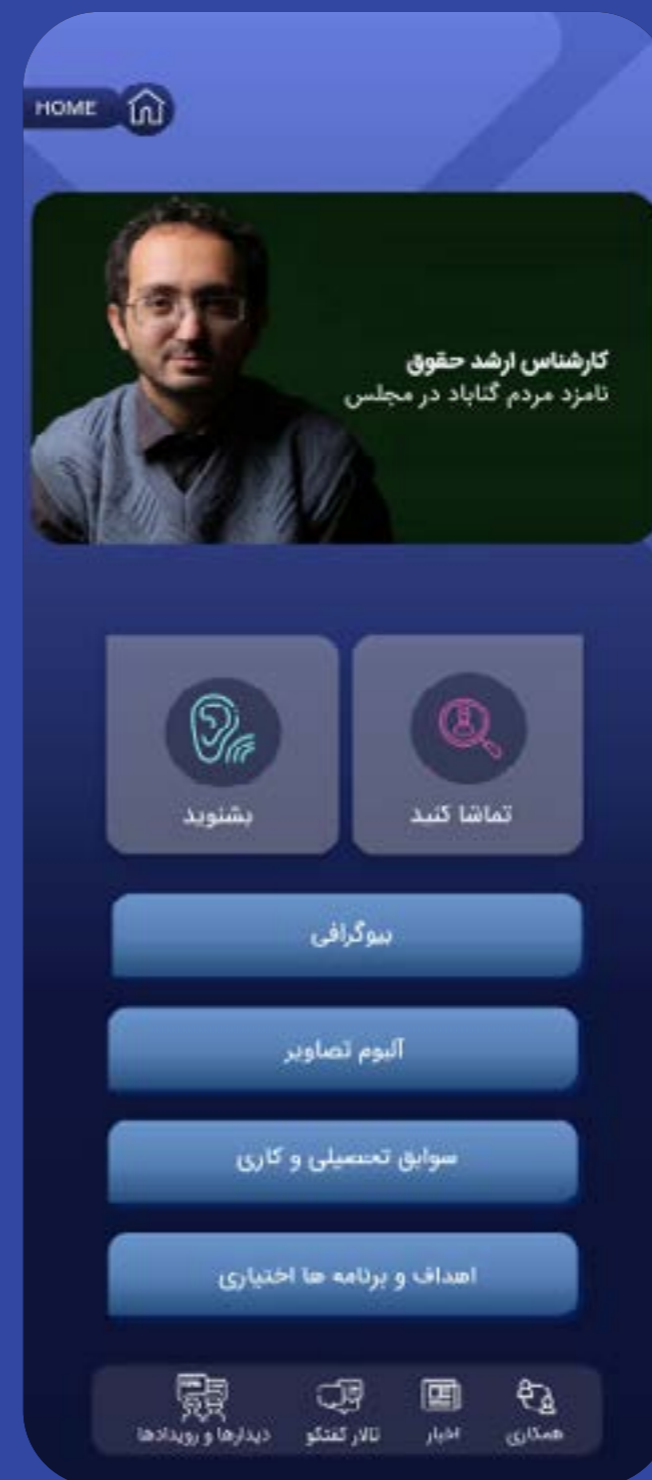 HOME
کارشناس ارشد حقوق
نامزد مردم گناباد در مجلس
تماشا کنید
بشنوید
بیوگرافی
آلبوم تصاویر
سوابق تحصیلی و کاری
اهداف و برنامه ها اختیاری
همکاری
اخبار
تالار گفتگو
دیدارها و رویدادها